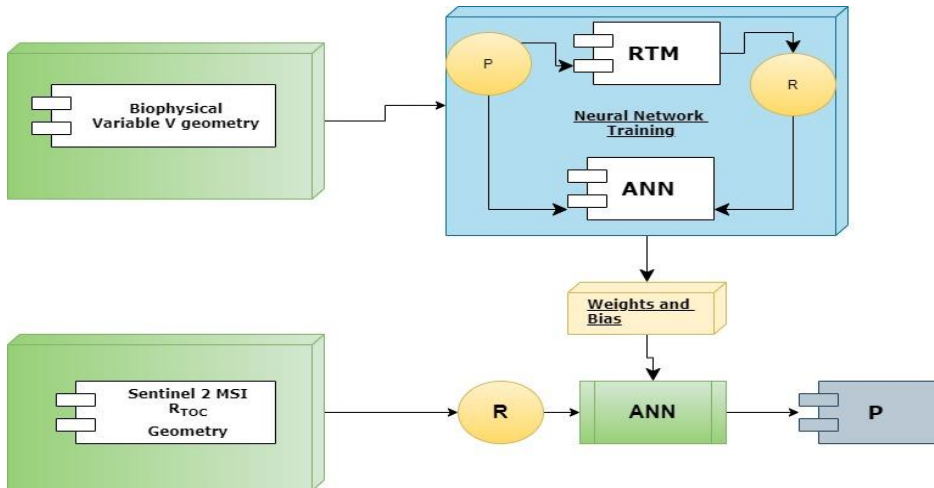 P
RTM
R
Biophysical
Variable V geometry
Neural Network
Training
ANN
Weights and
Bias
Sentinel 2 MSI
RTOC
Geometry
R
ANN
P